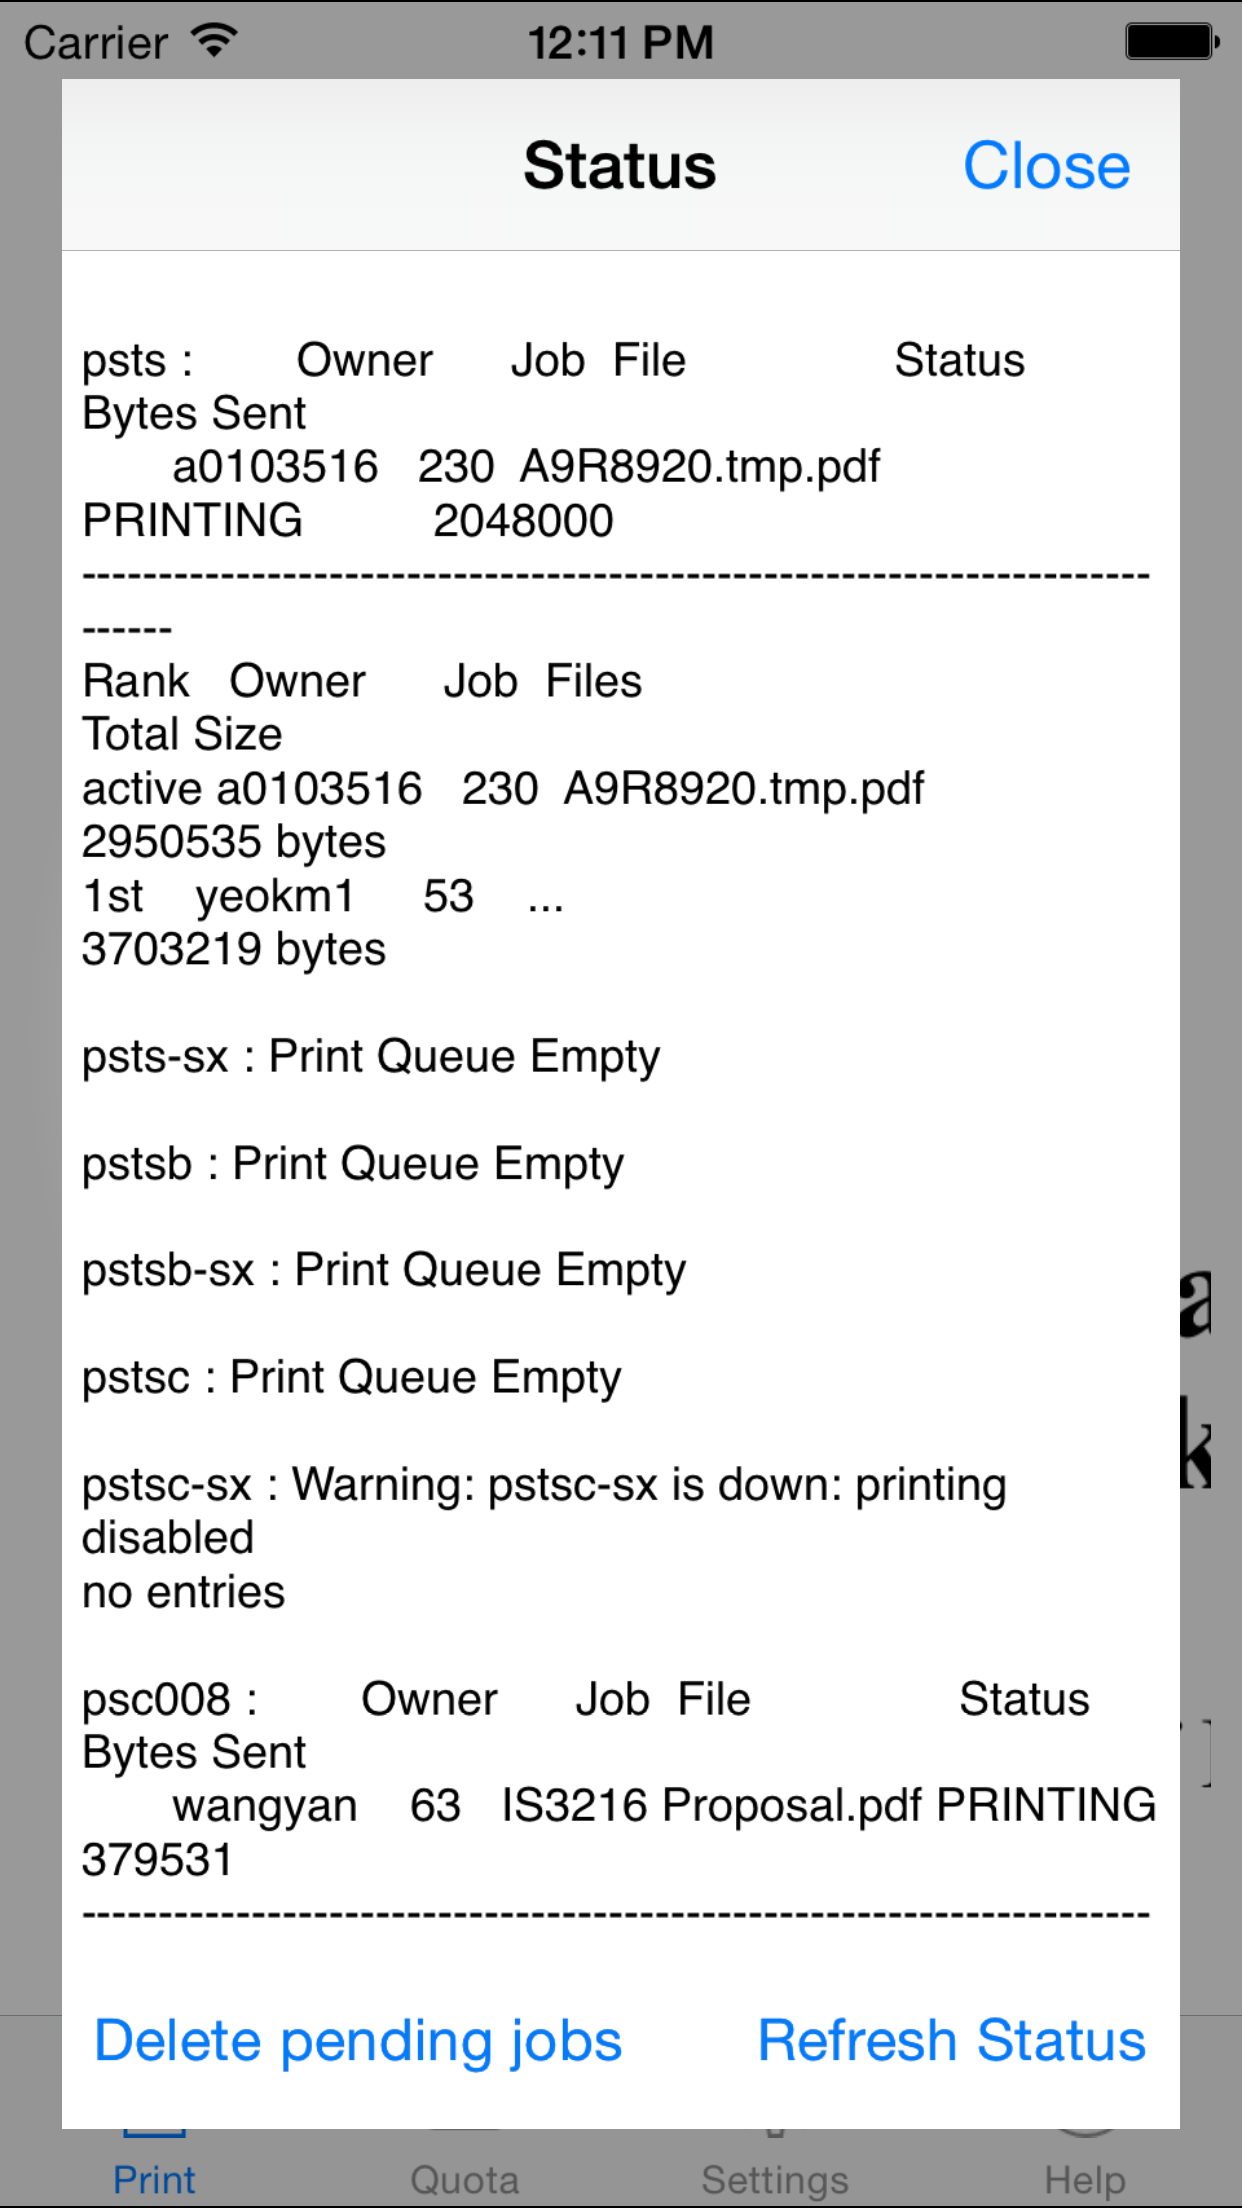 Carrier 12:11 PM
Status Close
psts : Owner Job File Status
Bytes Sent
a0103516 230 A9R8920.tmp.pdf
PRINTING 2048000
-----------------------------------------------------------------------
------
Rank Owner Job Files
Total Size
active a0103516 230 A9R8920.tmp.pdf
2950535 bytes
1st yeokm1 53 ...
3703219 bytes
psts-sx : Print Queue Empty
pstsb : Print Queue Empty
pstsb-sx : Print Queue Empty
pstsc : Print Queue Empty
pstsc-sx : Warning: pstsc-sx is down: printing
disabled
no entries
psc008 : Owner Job File Status
Bytes Sent
wangyan 63 IS3216 Proposal.pdf PRINTING
379531
-----------------------------------------------------------------------
Delete pending jobs Refresh Status
Print Quota Settings Help